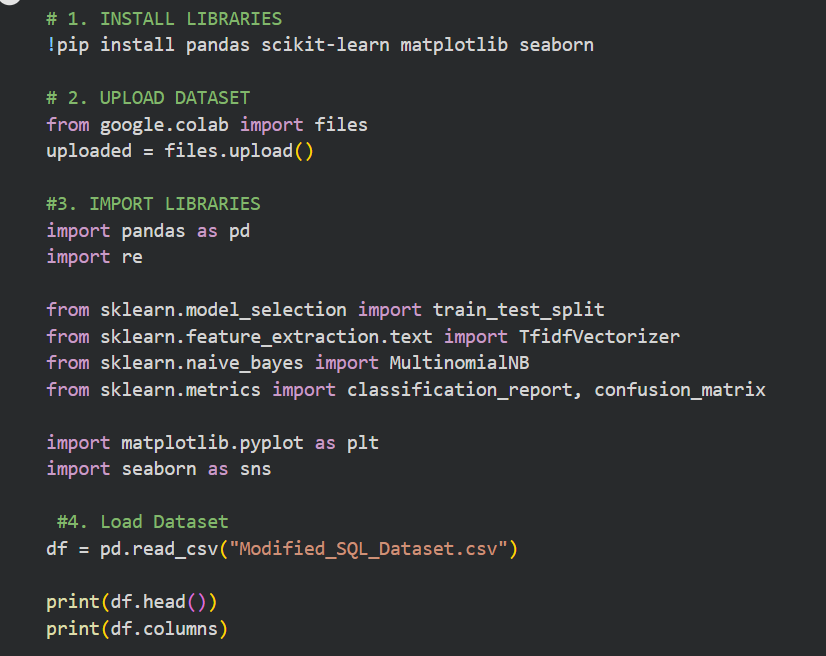 # 1. INSTALL LIBRARIES
!pip install pandas scikit-learn matplotlib seaborn
# 2. UPLOAD DATASET
from google.colab import files
uploaded = files.upload()
#3. IMPORT LIBRARIES
import pandas as pd
import re
from sklearn.model_selection import train_test_split
from sklearn.feature_extraction.text import TfidfVectorizer
from sklearn.naive_bayes import MultinomialNB
from sklearn.metrics import classification_report, confusion_matrix
import matplotlib.pyplot as plt
import seaborn as sns
#4. Load Dataset
df = pd.read_csv("Modified_SQL_Dataset.csv")
print(df.head())
print(df.columns)